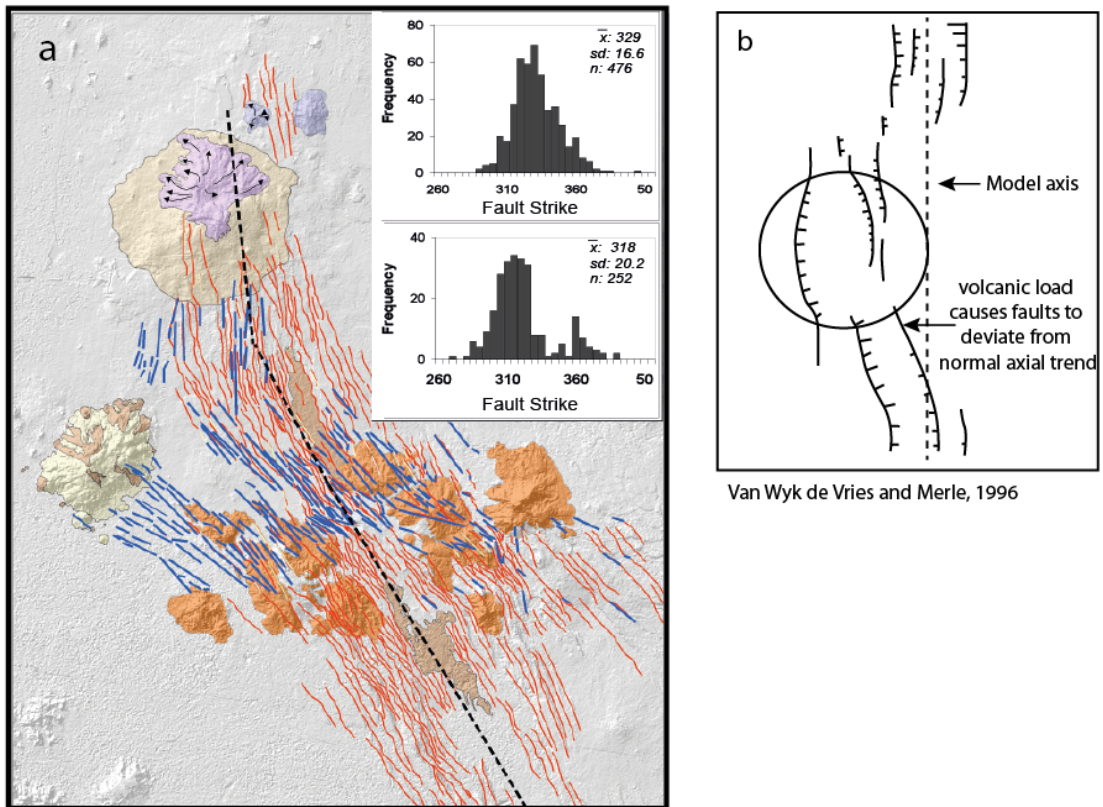 a
80
60
40
20
0
Frequency
x̄: 329
sd: 16.6
n: 476
260
310
360
50
Fault Strike
40
20
0
Frequency
x̄: 318
sd: 20.2
n: 252
260
310
360
50
Fault Strike
b
Model axis
volcanic load
causes faults to
deviate from
normal axial trend
Van Wyk de Vries and Merle, 1996